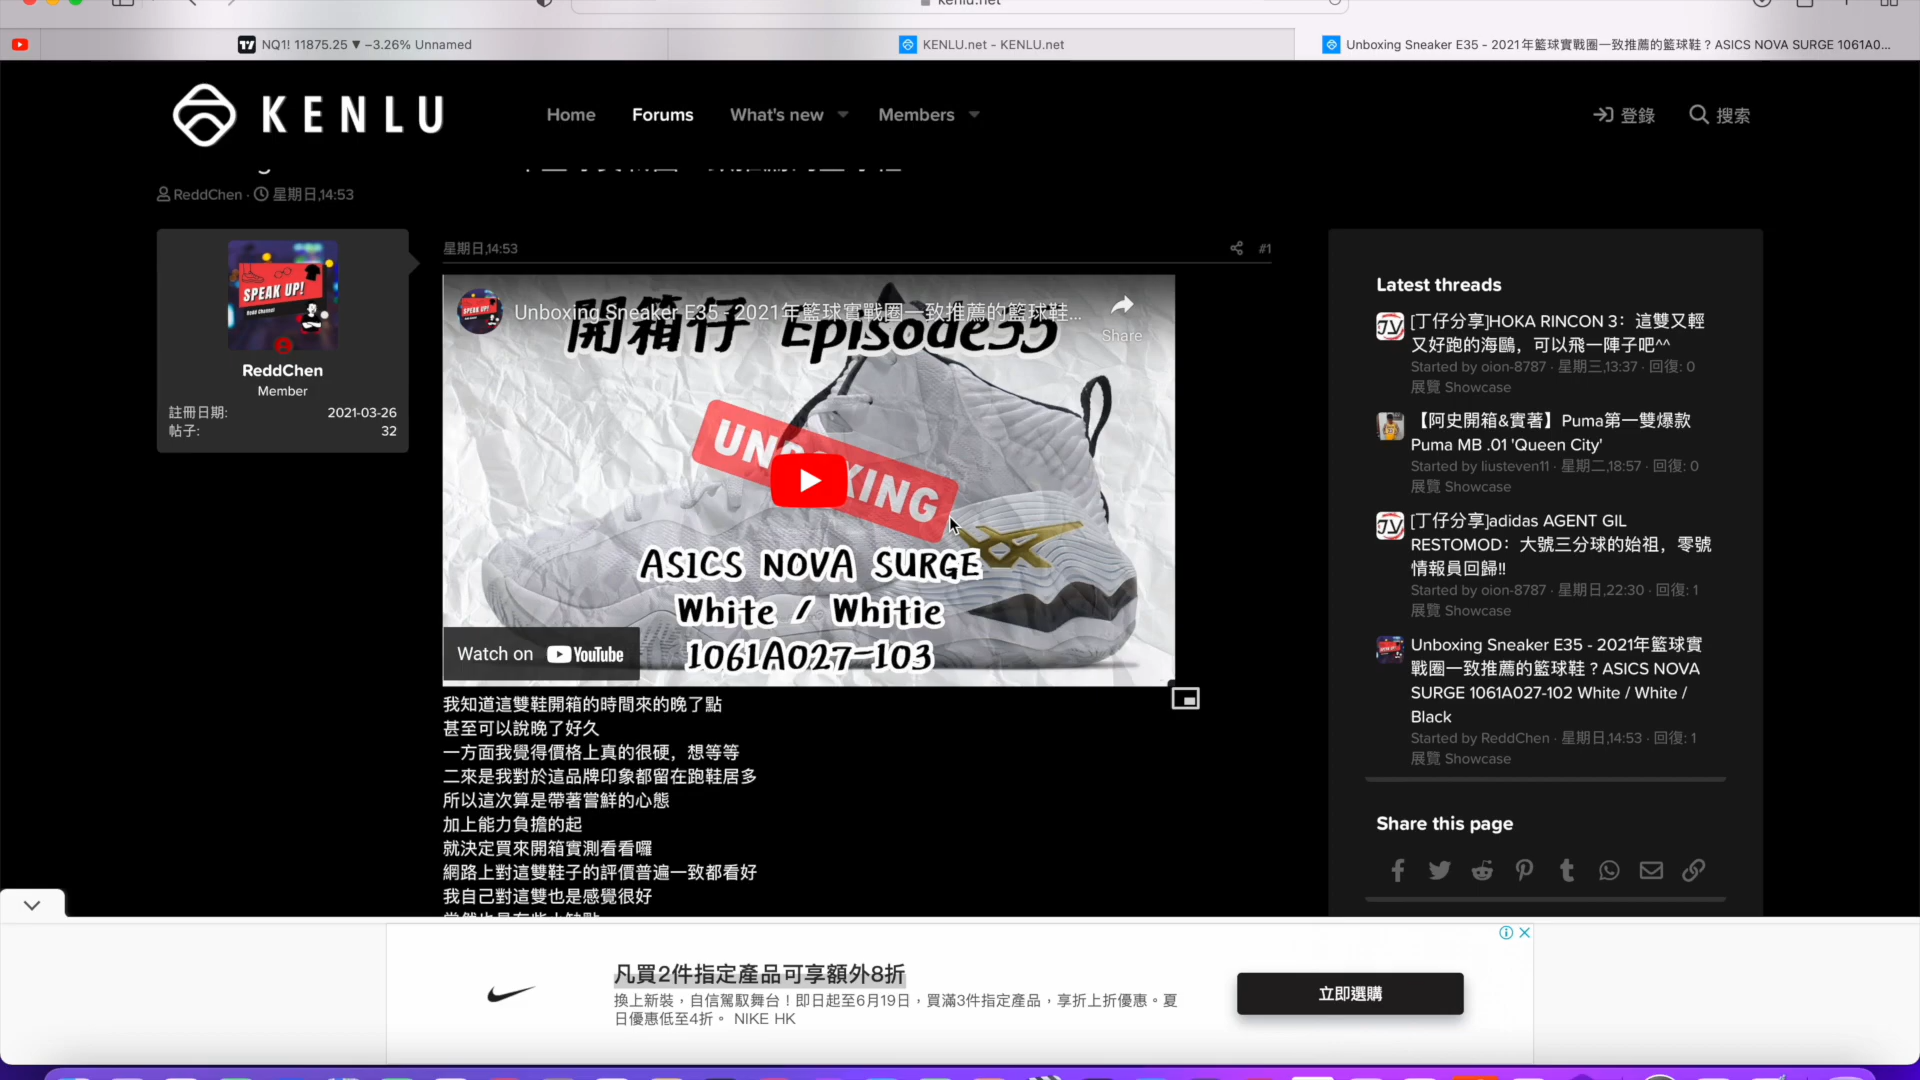 kenlu.net
NQ1! 11875.25 ▼ −3.26% Unnamed
KENLU.net - KENLU.net
Unboxing Sneaker E35 - 2021年籃球實戰圈一致推薦的籃球鞋？ASICS NOVA SURGE 1061A0...
KENLU
Home
Forums
What's new
Members
登錄
搜索
ReddChen · 星期日,14:53
SPEAK UP!
ReddChen
Member
註冊日期: 2021-03-26
帖子: 32
星期日,14:53
#1
Unboxing Sneaker E35 - 2021年籃球實戰圈一致推薦的籃球鞋...
Share
開箱仔 Episode35
UNBOXING
ASICS NOVA SURGE
White / Whitie
1061A027-103
Watch on YouTube
我知道這雙鞋開箱的時間來的晚了點
甚至可以說晚了好久
一方面我覺得價格上真的很硬，想等等
二來是我對於這品牌印象都留在跑鞋居多
所以這次算是帶著嘗鮮的心態
加上能力負擔的起
就決定買來開箱實測看看囉
網路上對這雙鞋子的評價普遍一致都看好
我自己對這雙也是感覺很好
Latest threads
[丁仔分享]HOKA RINCON 3：這雙又輕
又好跑的海鷗，可以飛一陣子吧^^
Started by oion-8787 · 星期三,13:37 · 回復: 0
展覽 Showcase
【阿史開箱&實著】Puma第一雙爆款
Puma MB .01 'Queen City'
Started by liusteven11 · 星期二,18:57 · 回復: 0
展覽 Showcase
[丁仔分享]adidas AGENT GIL
RESTOMOD：大號三分球的始祖，零號
情報員回歸!!
Started by oion-8787 · 星期日,22:30 · 回復: 1
展覽 Showcase
Unboxing Sneaker E35 - 2021年籃球實
戰圈一致推薦的籃球鞋？ASICS NOVA
SURGE 1061A027-102 White / White /
Black
Started by ReddChen · 星期日,14:53 · 回復: 1
展覽 Showcase
Share this page
凡買2件指定產品可享額外8折
換上新裝，自信駕馭舞台！即日起至6月19日，買滿3件指定產品，享折上折優惠。夏
日優惠低至4折。 NIKE HK
立即選購